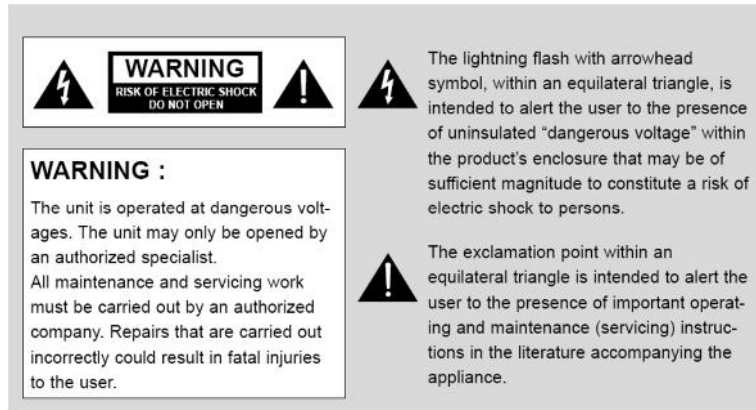 WARNING
RISK OF ELECTRIC SHOCK
DO NOT OPEN
WARNING :
The unit is operated at dangerous volt-
ages. The unit may only be opened by
an authorized specialist.
All maintenance and servicing work
must be carried out by an authorized
company. Repairs that are carried out
incorrectly could result in fatal injuries
to the user.
The lightning flash with arrowhead
symbol, within an equilateral triangle, is
intended to alert the user to the presence
of uninsulated “dangerous voltage” within
the product’s enclosure that may be of
sufficient magnitude to constitute a risk of
electric shock to persons.
The exclamation point within an
equilateral triangle is intended to alert the
user to the presence of important operat-
ing and maintenance (servicing) instruc-
tions in the literature accompanying the
appliance.